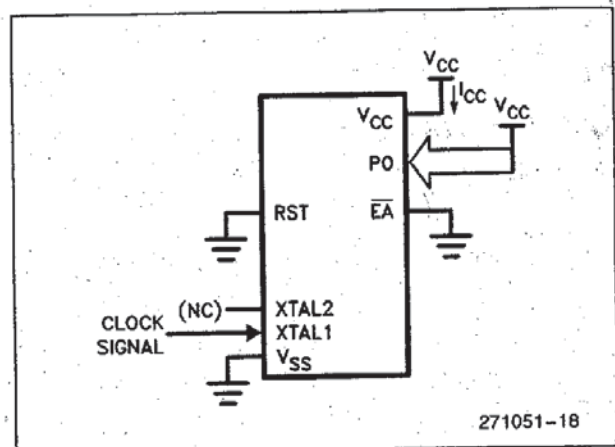 VCC
ICC
VCC
VCC
P0
RST
EA
(NC)
XTAL2
CLOCK SIGNAL
XTAL1
VSS
271051-18